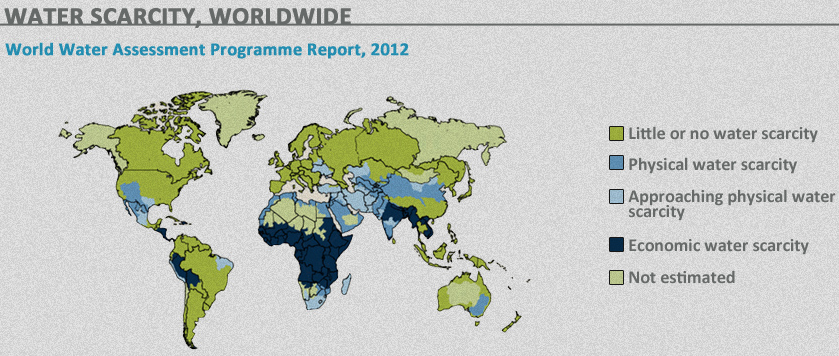 WATER SCARCITY, WORLDWIDE
World Water Assessment Programme Report, 2012
Little or no water scarcity
Physical water scarcity
Approaching physical water
scarcity
Economic water scarcity
Not estimated